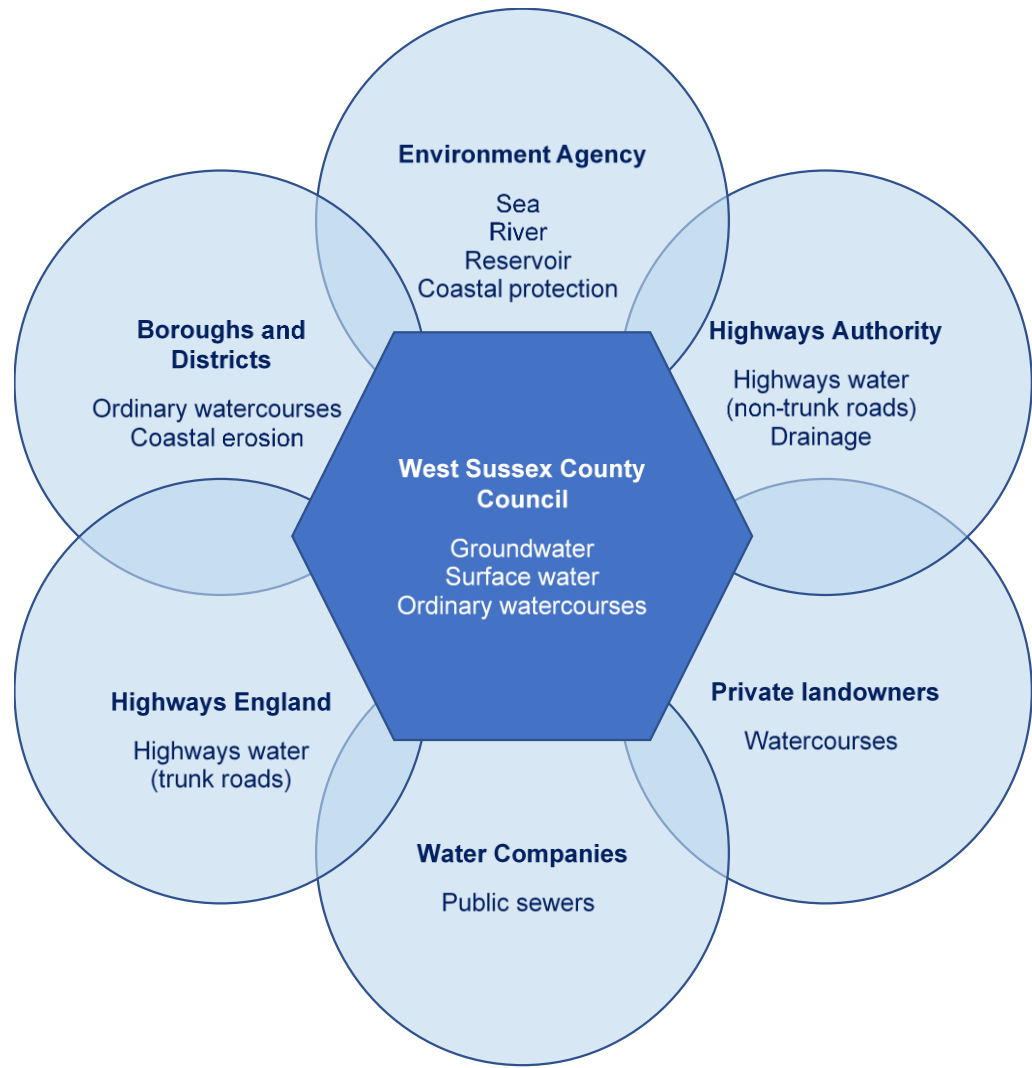 Environment Agency
Sea
River
Reservoir
Coastal protection
Boroughs and
Districts
Ordinary watercourses
Coastal erosion
Highways Authority
Highways water
(non-trunk roads)
Drainage
West Sussex County
Council
Groundwater
Surface water
Ordinary watercourses
Highways England
Highways water
(trunk roads)
Private landowners
Watercourses
Water Companies
Public sewers